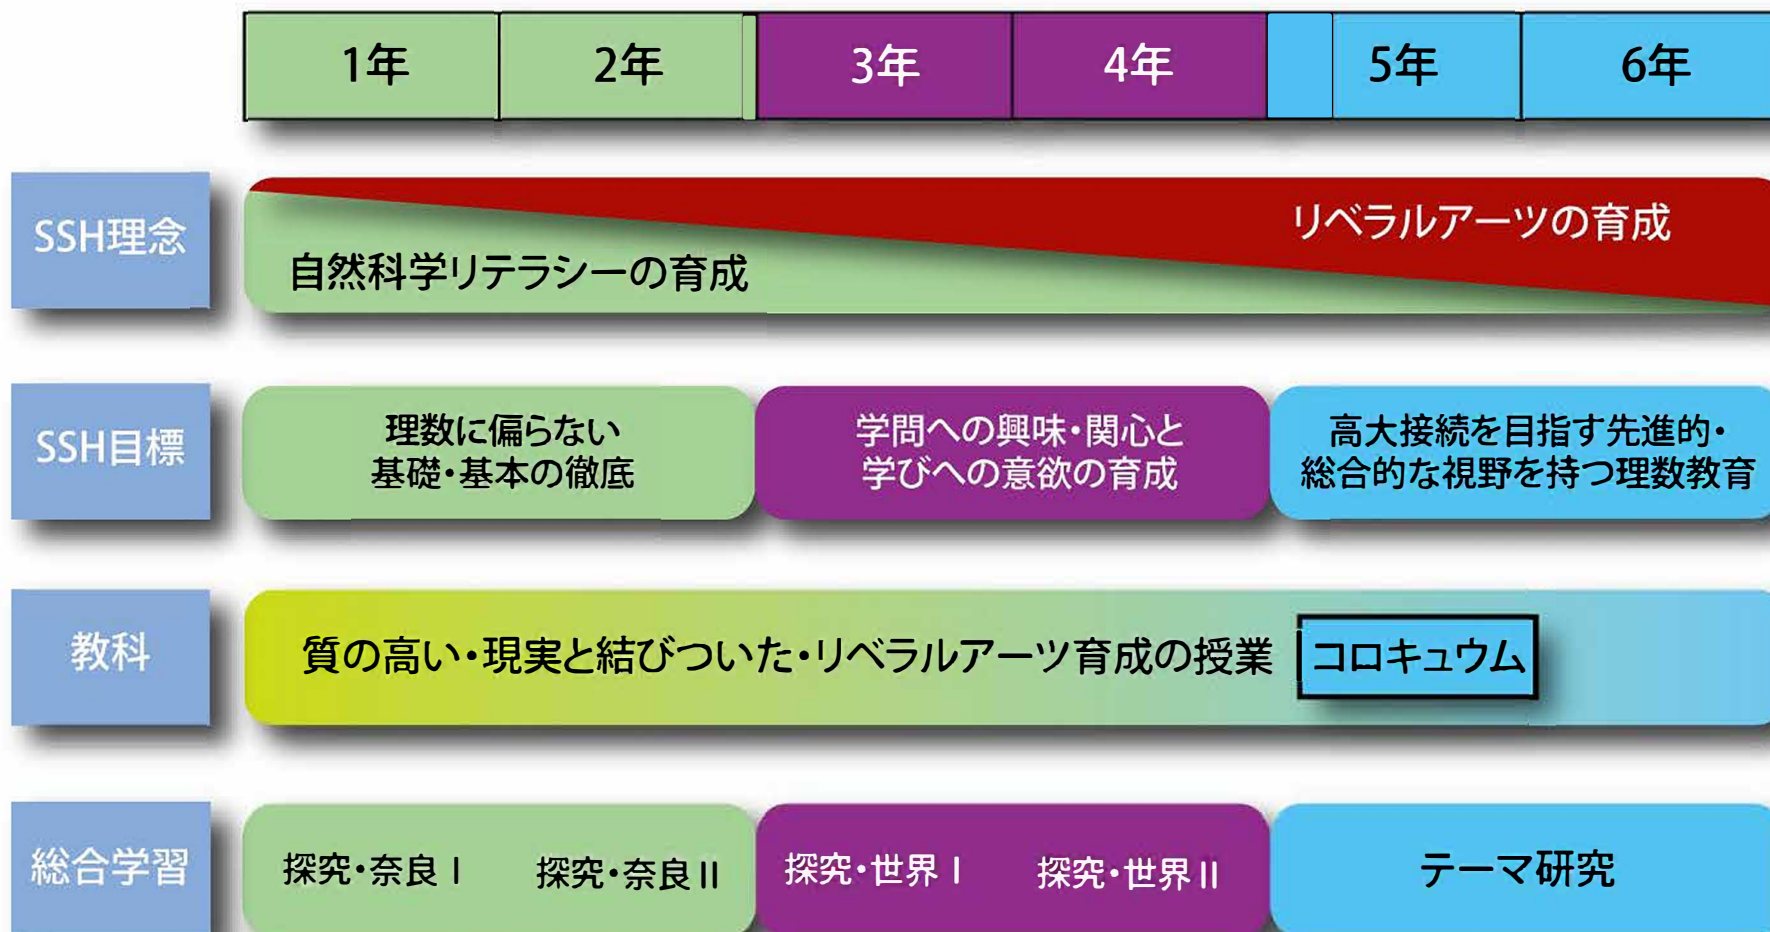 1年 2年 3年 4年 5年 6年
SSH理念
リベラルアーツの育成
自然科学リテラシーの育成
SSH目標
理数に偏らない
基礎・基本の徹底
学問への興味・関心と
学びへの意欲の育成
高大接続を目指す先進的・
総合的な視野を持つ理数教育
教科
質の高い・現実と結びついた・リベラルアーツ育成の授業
コロキュウム
総合学習
探究・奈良Ⅰ 探究・奈良Ⅱ 探究・世界Ⅰ 探究・世界Ⅱ テーマ研究